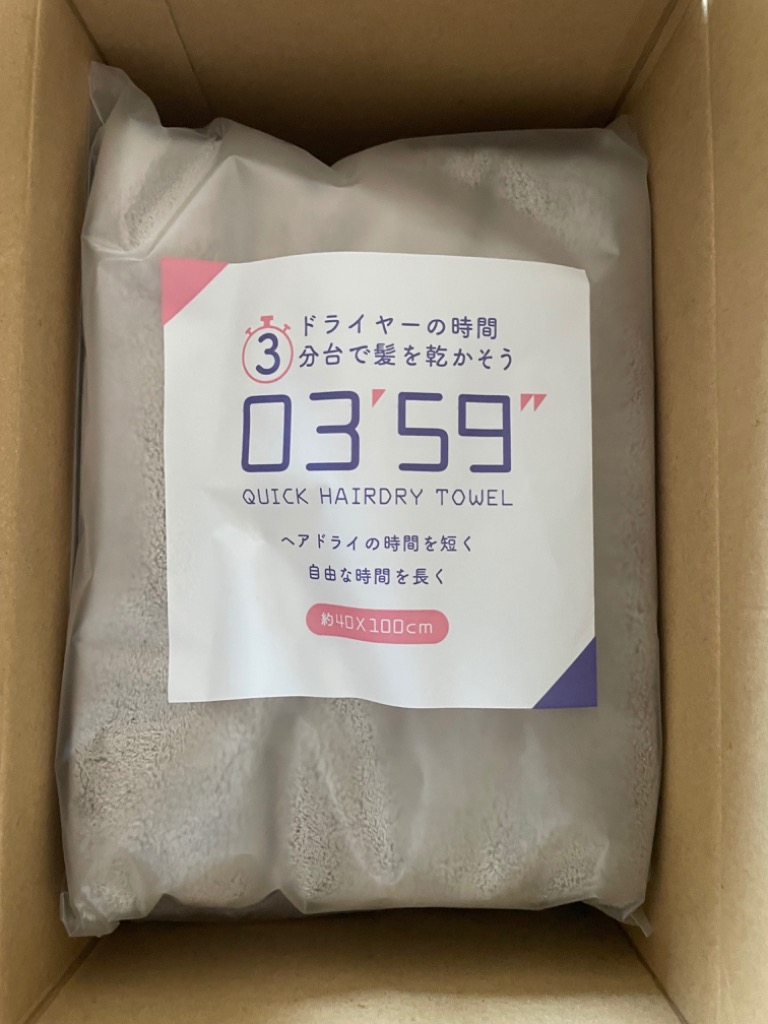 ドライヤーの時間
3分台で髪を乾かそう
03′59″
QUICK HAIRDRY TOWEL
ヘアドライの時間を短く
自由な時間を長く
約40X100cm